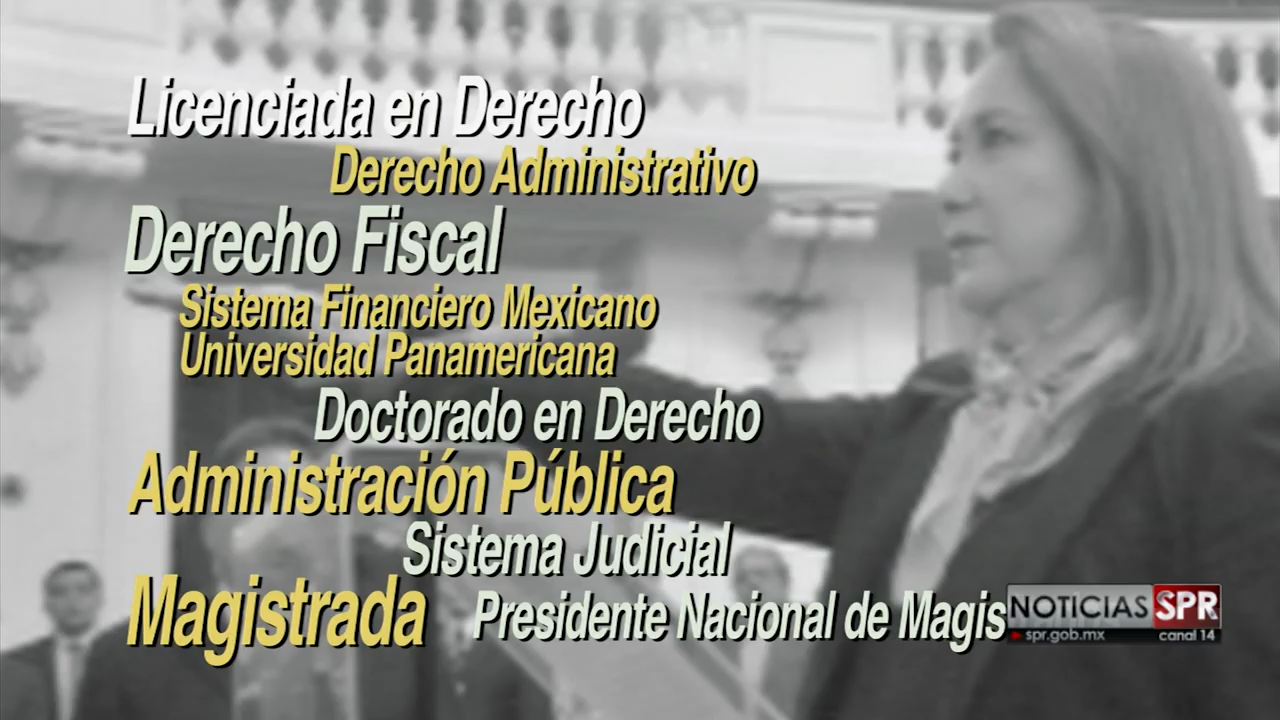 Licenciada en Derecho
Derecho Administrativo
Derecho Fiscal
Sistema Financiero Mexicano
Universidad Panamericana
Doctorado en Derecho
Administración Pública
Sistema Judicial
Magistrada
Presidente Nacional de Magis
NOTICIAS SPR
spr.gob.mx canal 14